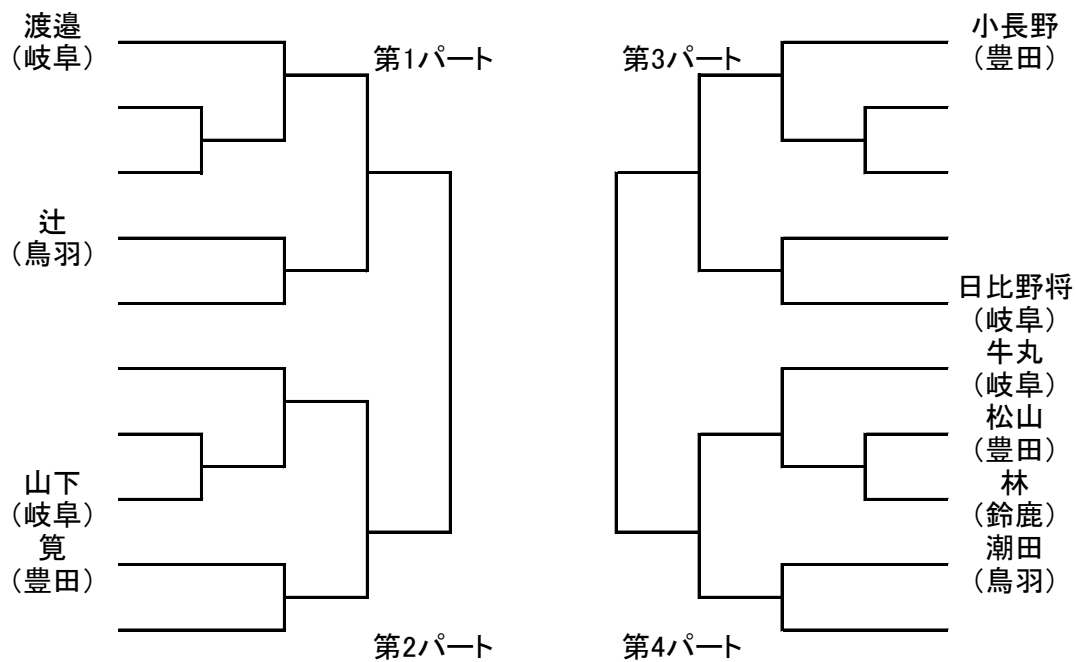 渡邉
（岐阜）
第1パート
辻
（鳥羽）
山下
（岐阜）
筧
（豊田）
第2パート
第3パート
小長野
（豊田）
日比野将
（岐阜）
牛丸
（岐阜）
松山
（豊田）
林
（鈴鹿）
潮田
（鳥羽）
第4パート